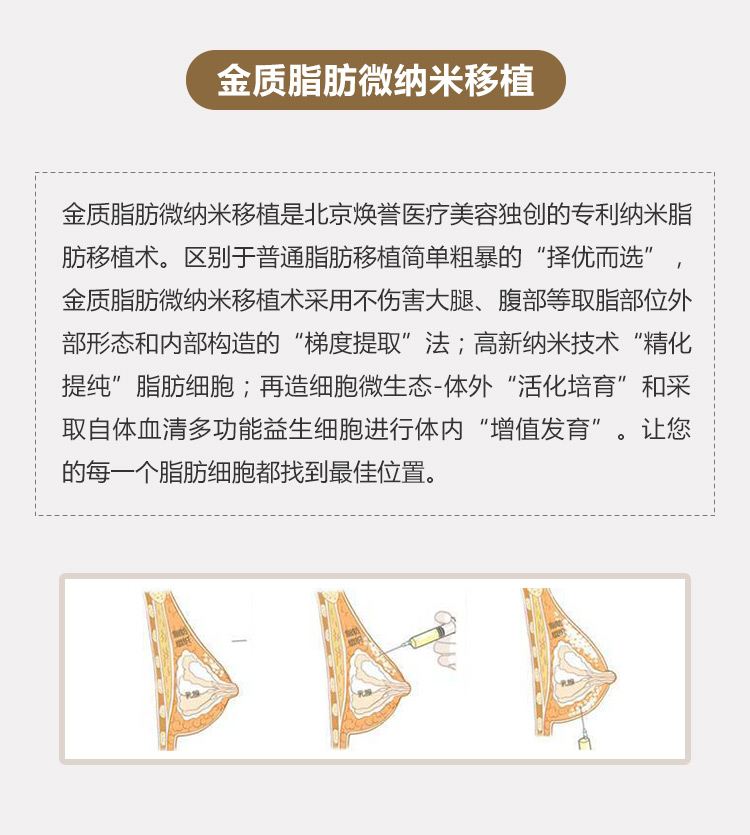 金质脂肪微纳米移植
金质脂肪微纳米移植是北京焕誉医疗美容独创的专利纳米脂
肪移植术。区别于普通脂肪移植简单粗暴的“择优而选”，
金质脂肪微纳米移植术采用不伤害大腿、腹部等取脂部位外
部形态和内部构造的“梯度提取”法；高新纳米技术“精化
提纯”脂肪细胞；再造细胞微生态-体外“活化培育”和采
取自体血清多功能益生细胞进行体内“增值发育”。让您
的每一个脂肪细胞都找到最佳位置。